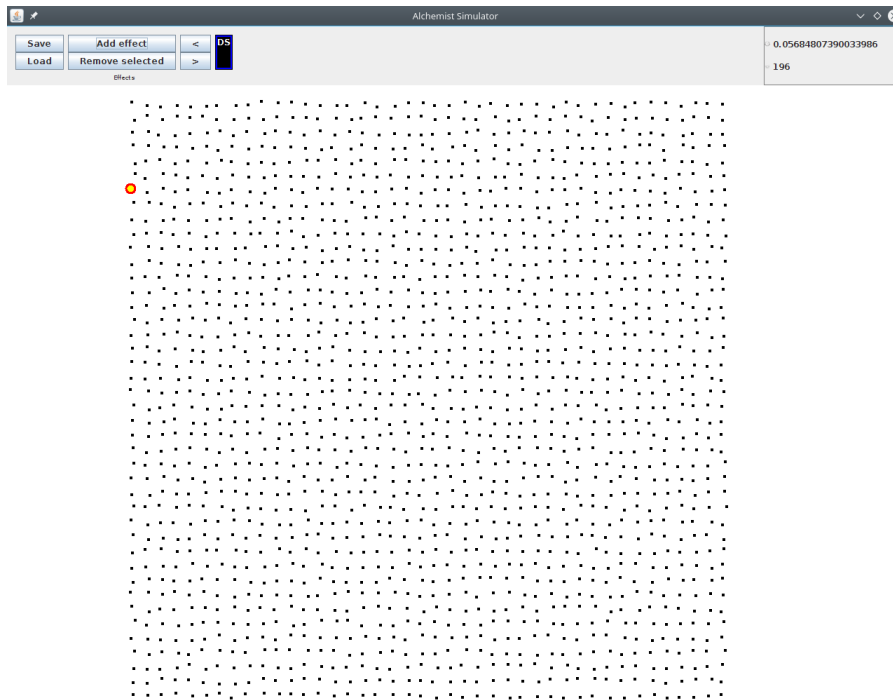 Alchemist Simulator
Save Add effect < DS
Load Remove selected >
Effects
0.05684807390033986
196